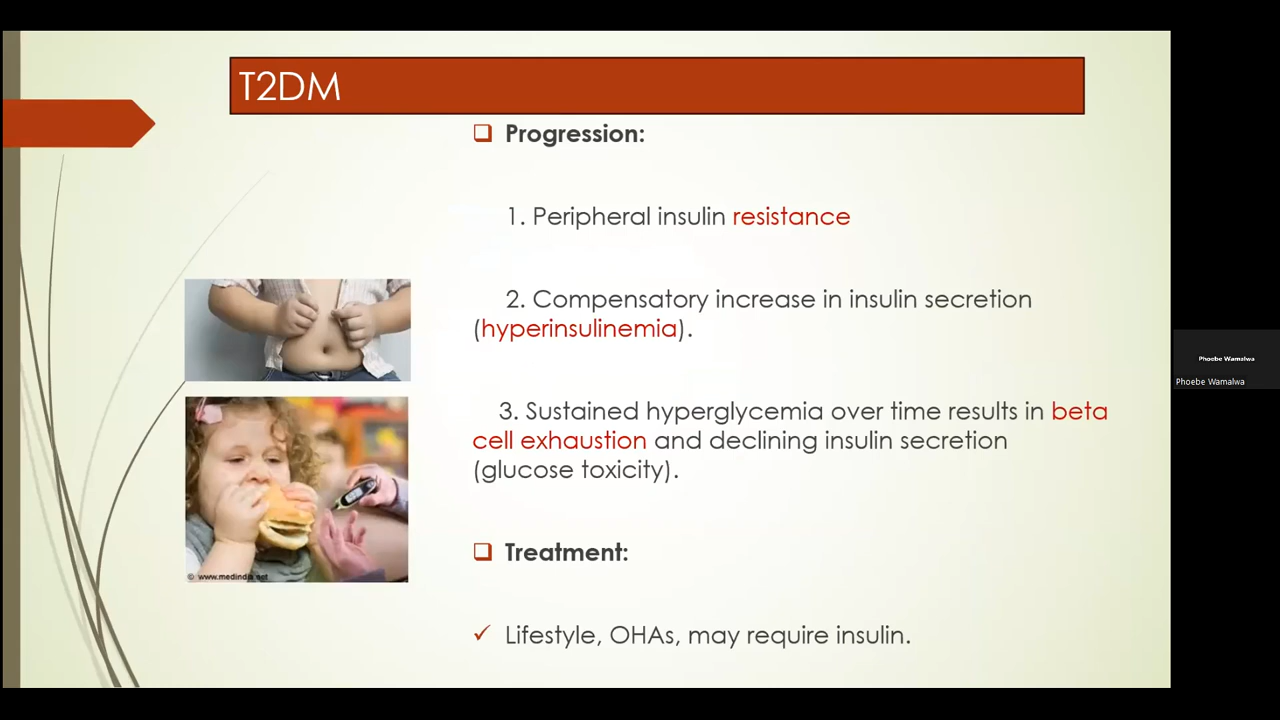 T2DM
Progression:
1. Peripheral insulin resistance
2. Compensatory increase in insulin secretion
(hyperinsulinemia).
3. Sustained hyperglycemia over time results in beta
cell exhaustion and declining insulin secretion
(glucose toxicity).
Treatment:
Lifestyle, OHAs, may require insulin.
© www.medindia.net
Phoebe Wamalwa
Phoebe Wamalwa